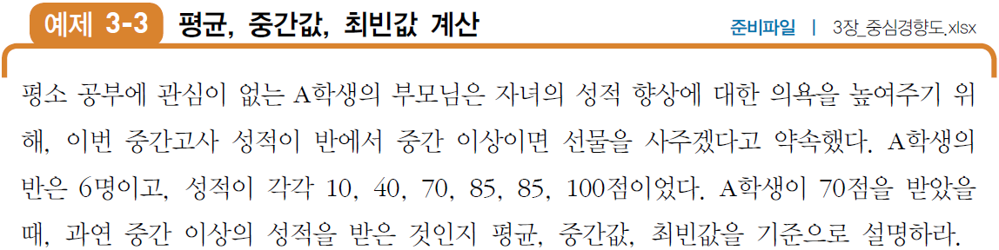 예제 3-3 평균, 중간값, 최빈값 계산 준비파일 | 3장_중심경향도.xlsx
평소 공부에 관심이 없는 A학생의 부모님은 자녀의 성적 향상에 대한 의욕을 높여주기 위
해, 이번 중간고사 성적이 반에서 중간 이상이면 선물을 사주겠다고 약속했다. A학생의
반은 6명이고, 성적이 각각 10, 40, 70, 85, 85, 100점이었다. A학생이 70점을 받았을
때, 과연 중간 이상의 성적을 받은 것인지 평균, 중간값, 최빈값을 기준으로 설명하라.